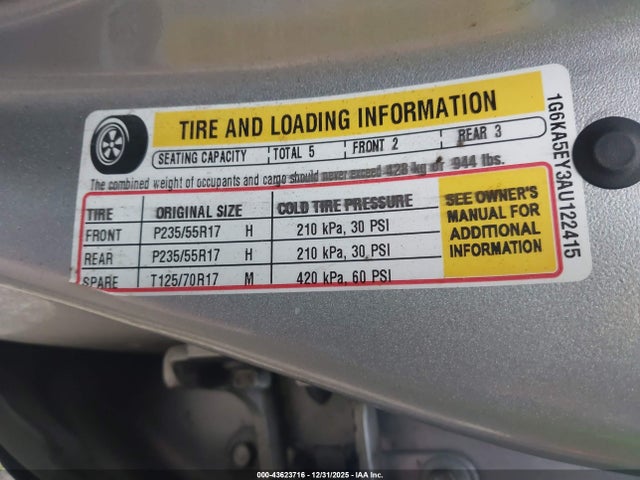 TIRE AND LOADING INFORMATION
SEATING CAPACITY TOTAL 5 FRONT 2 REAR 3
The combined weight of occupants and cargo should never exceed 428 kg or 944 lbs.
TIRE ORIGINAL SIZE COLD TIRE PRESSURE
FRONT P235/55R17 H 210 kPa, 30 PSI
REAR P235/55R17 H 210 kPa, 30 PSI
SPARE T125/70R17 M 420 kPa, 60 PSI
SEE OWNER'S
MANUAL FOR
ADDITIONAL
INFORMATION
1G6KA5EY3AU122415
000-43623716 - 12/31/2025 - IAA Inc.